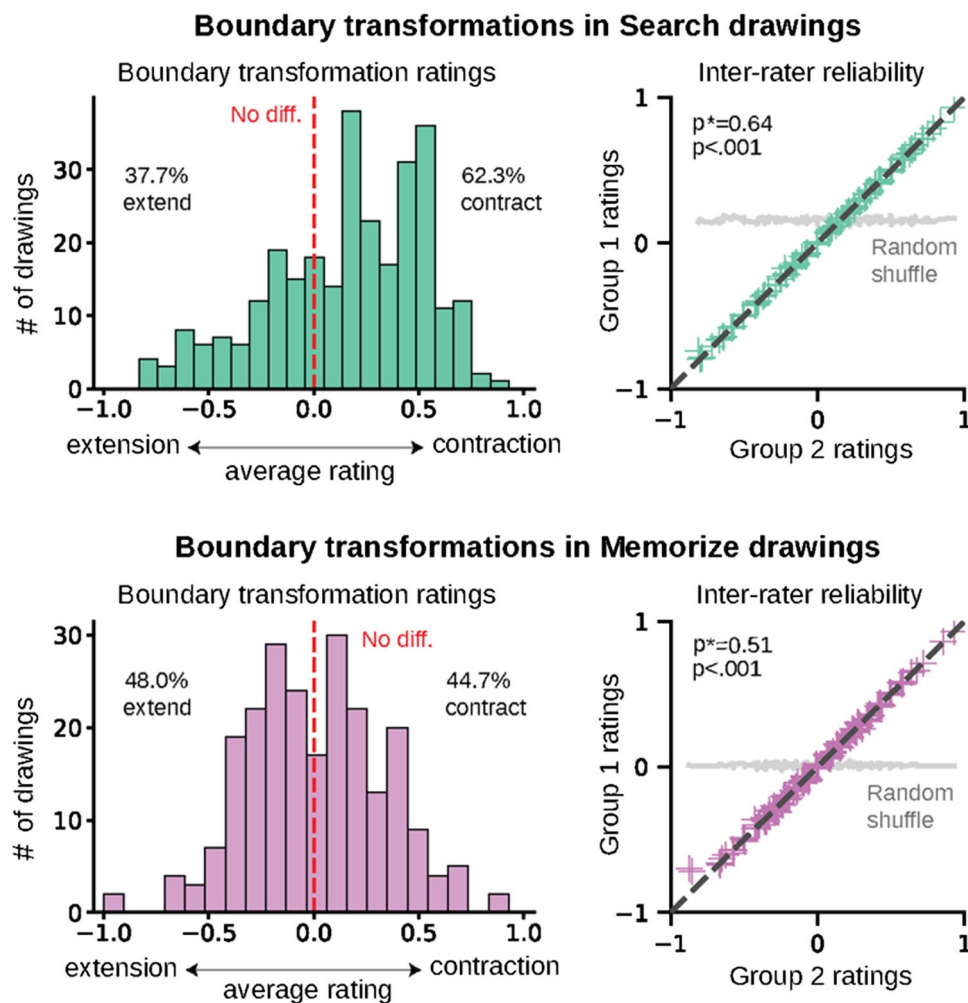 Boundary transformations in Search drawings
Boundary transformation ratings
No diff.
37.7%
extend
62.3%
contract
# of drawings
30
20
10
0
−1.0
−0.5
0.0
0.5
1.0
extension
contraction
average rating
Inter-rater reliability
p*=0.64
p<.001
Random
shuffle
Group 1 ratings
1
0
−1
−1
0
1
Group 2 ratings
Boundary transformations in Memorize drawings
Boundary transformation ratings
No diff.
48.0%
extend
44.7%
contract
# of drawings
30
20
10
0
−1.0
−0.5
0.0
0.5
1.0
extension
contraction
average rating
Inter-rater reliability
p*=0.51
p<.001
Random
shuffle
Group 1 ratings
1
0
−1
−1
0
1
Group 2 ratings